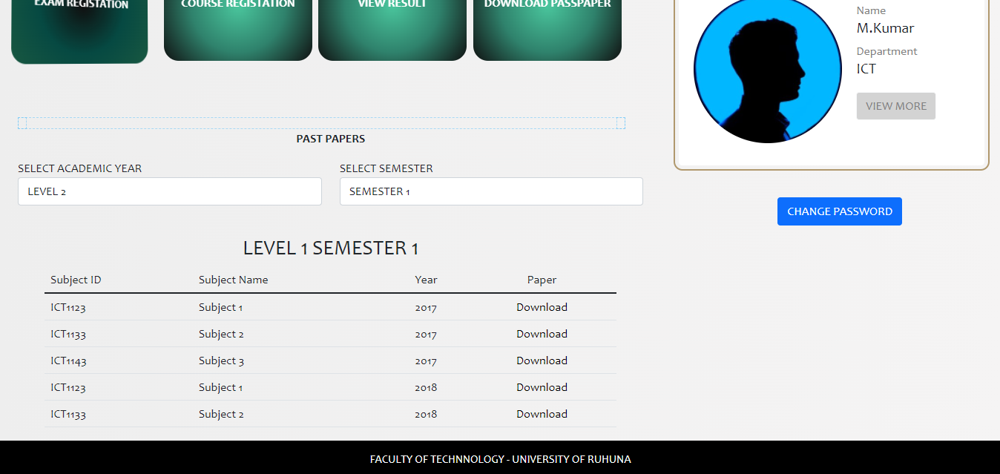 EXAM REGISTATION
COURSE REGISTATION
VIEW RESULT
DOWNLOAD PASSPAPER
Name
M.Kumar
Department
ICT
VIEW MORE
PAST PAPERS
SELECT ACADEMIC YEAR
SELECT SEMESTER
LEVEL 2
SEMESTER 1
CHANGE PASSWORD
LEVEL 1 SEMESTER 1
Subject ID Subject Name Year Paper
ICT1123 Subject 1 2017 Download
ICT1133 Subject 2 2017 Download
ICT1143 Subject 3 2017 Download
ICT1123 Subject 1 2018 Download
ICT1133 Subject 2 2018 Download
FACULTY OF TECHNNOLOGY - UNIVERSITY OF RUHUNA